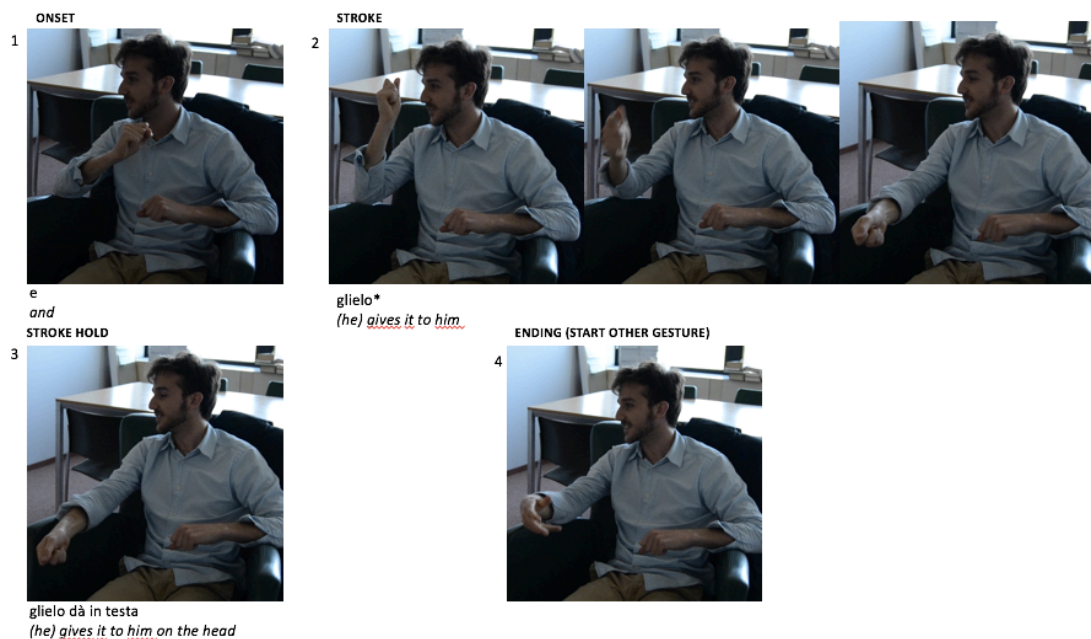 ONSET
STROKE
1
2
e
and
glielo*
(he) gives it to him
STROKE HOLD
ENDING (START OTHER GESTURE)
3
4
glielo dà in testa
(he) gives it to him on the head